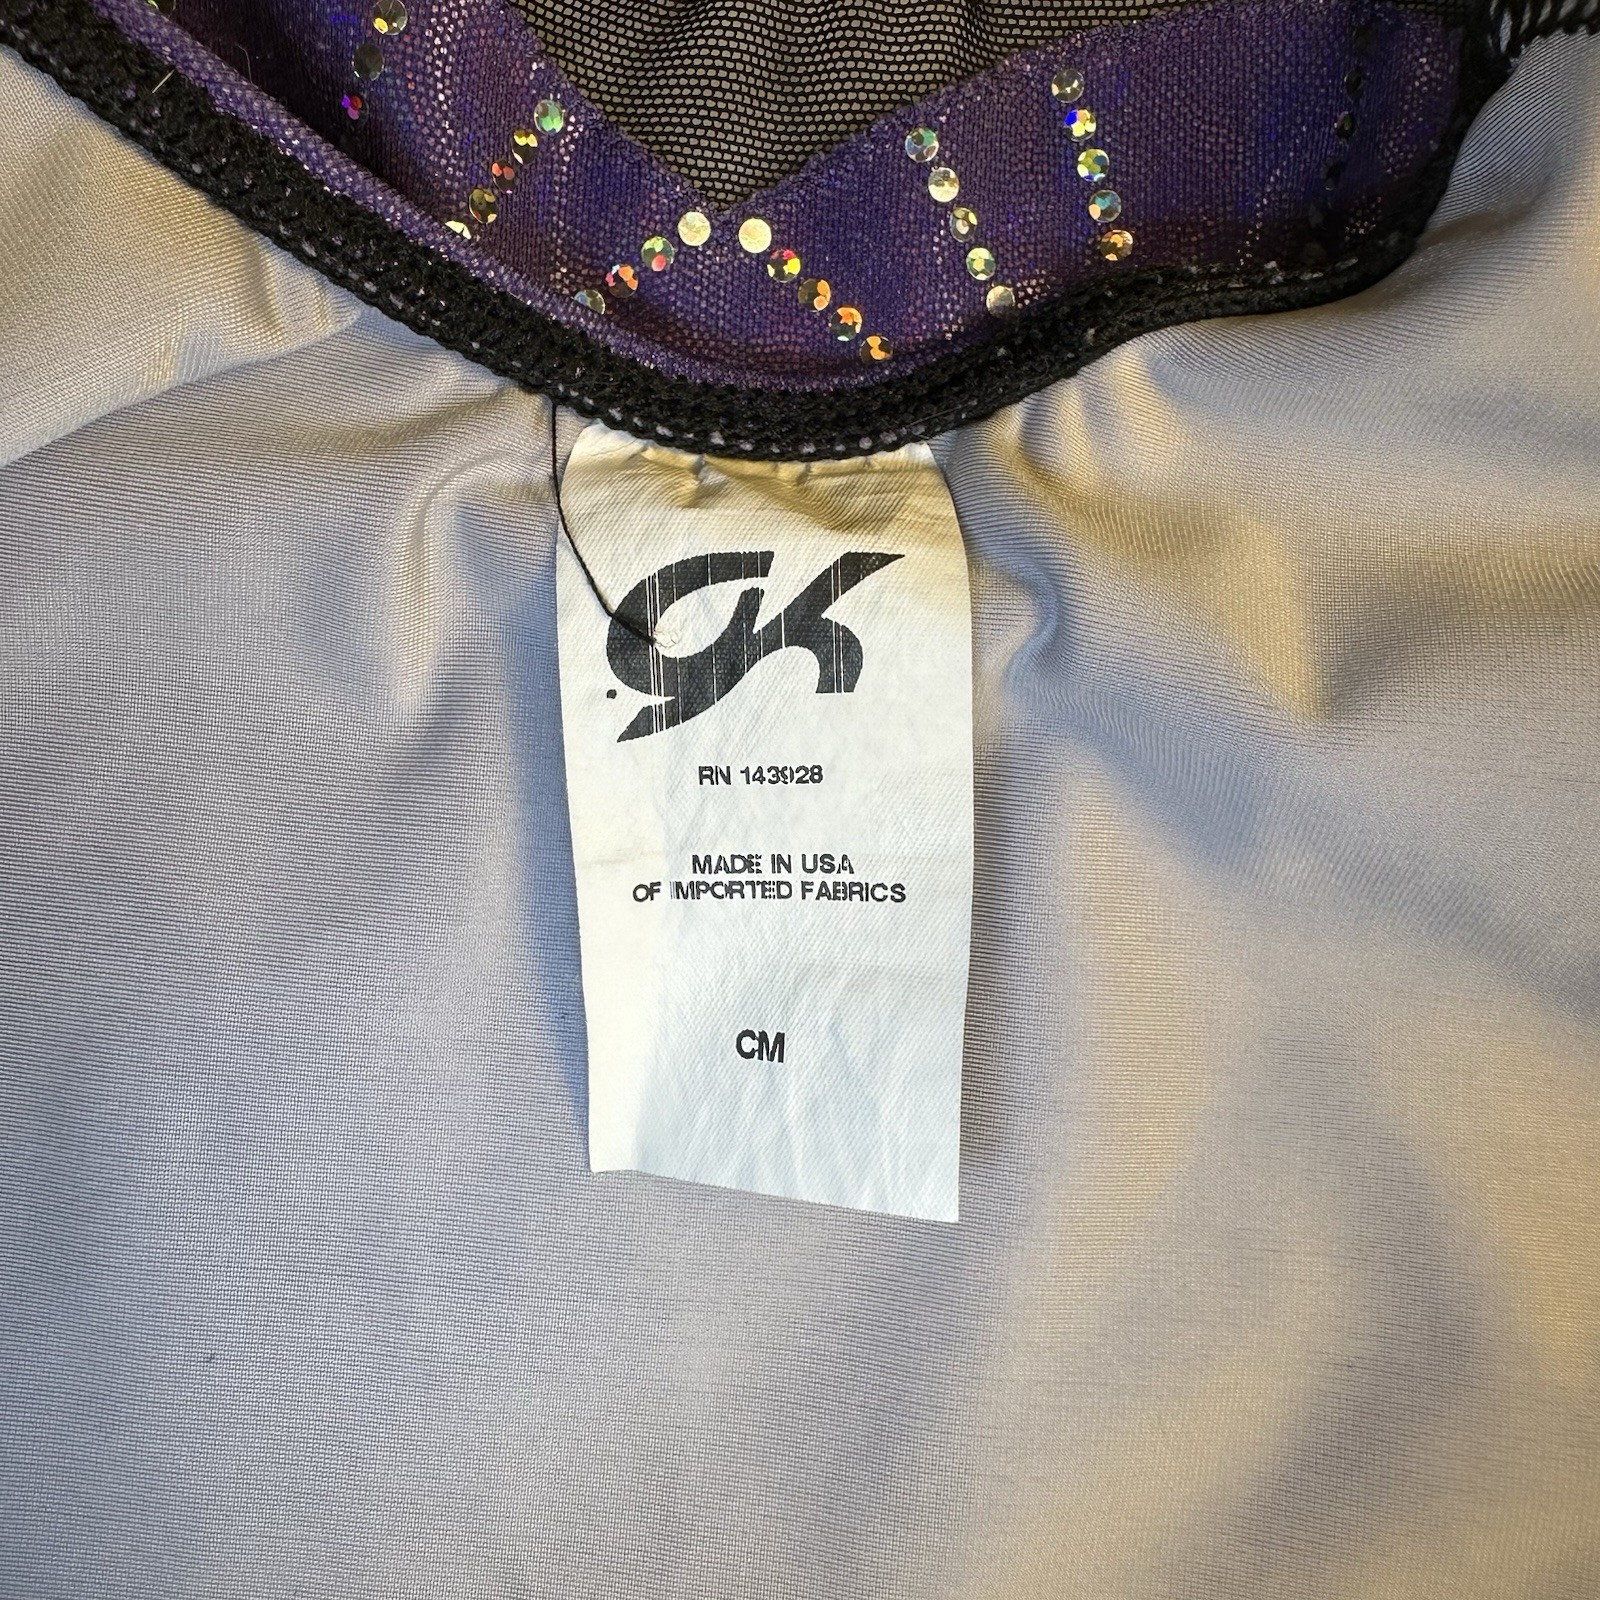 GK
RN 143928
MADE IN USA
OF IMPORTED FABRICS
CM